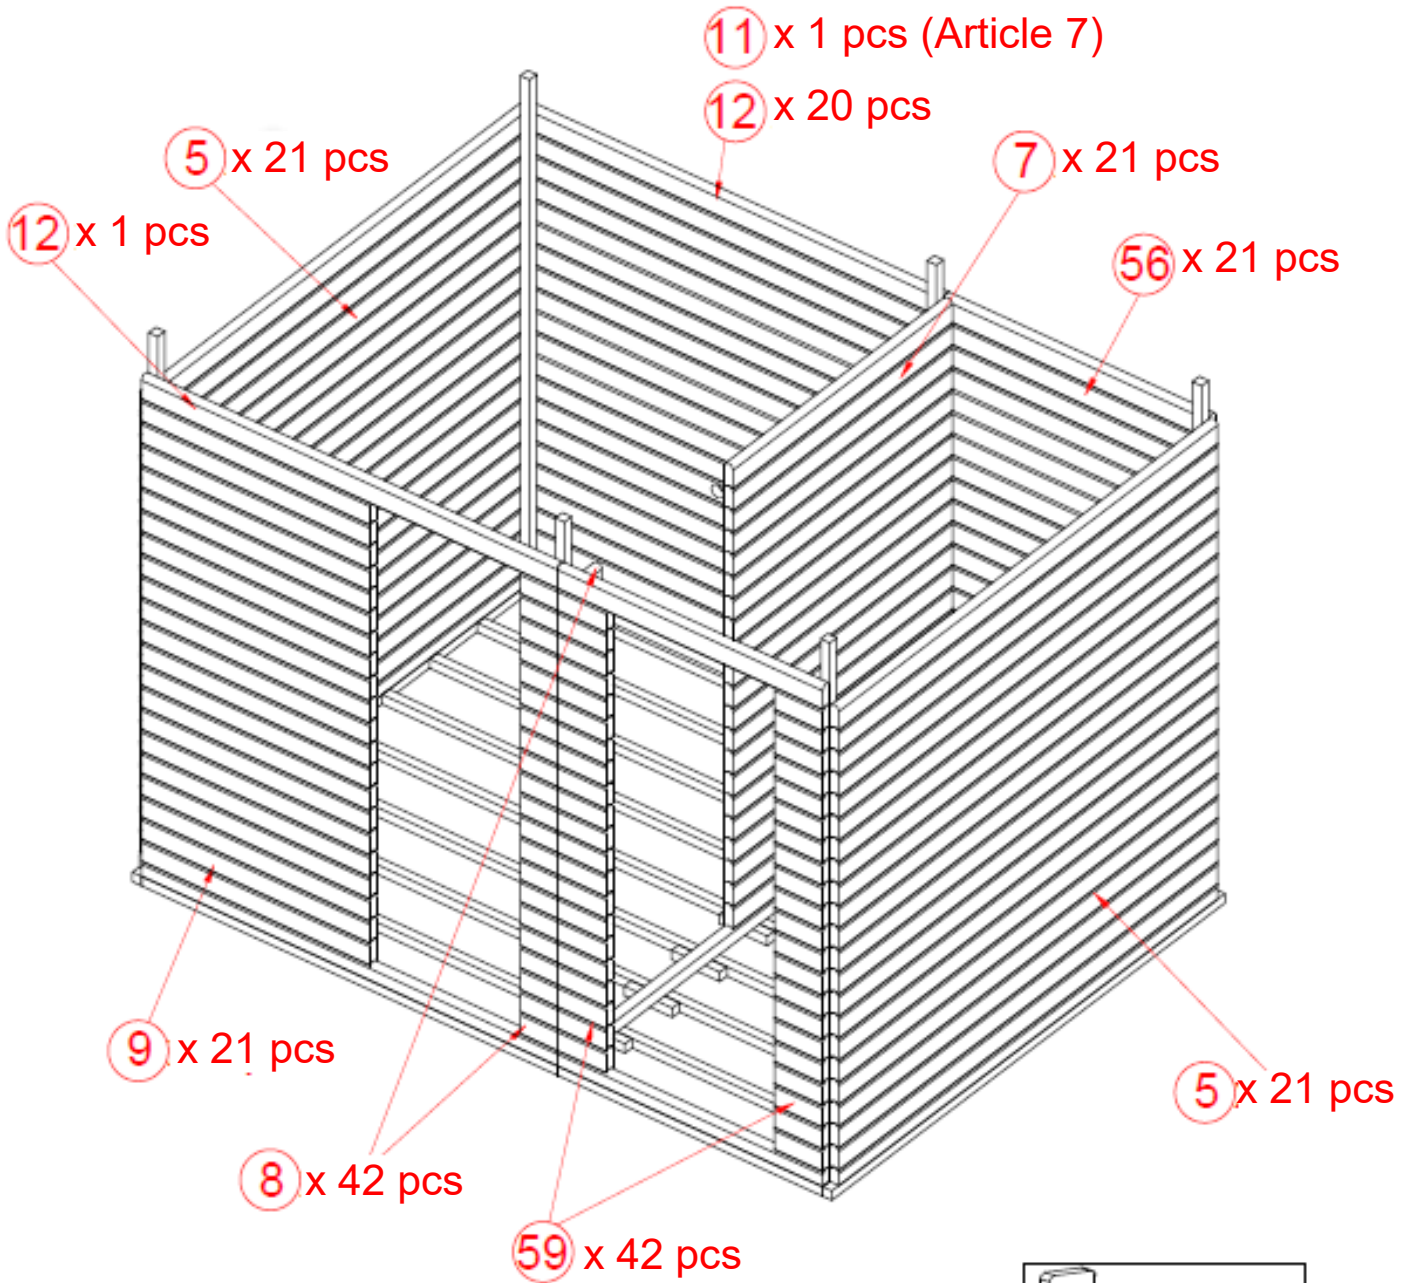 11 x 1 pcs (Article 7)
12 x 20 pcs
5 x 21 pcs
7 x 21 pcs
12 x 1 pcs
56 x 21 pcs
9 x 21 pcs
5 x 21 pcs
8 x 42 pcs
59 x 42 pcs